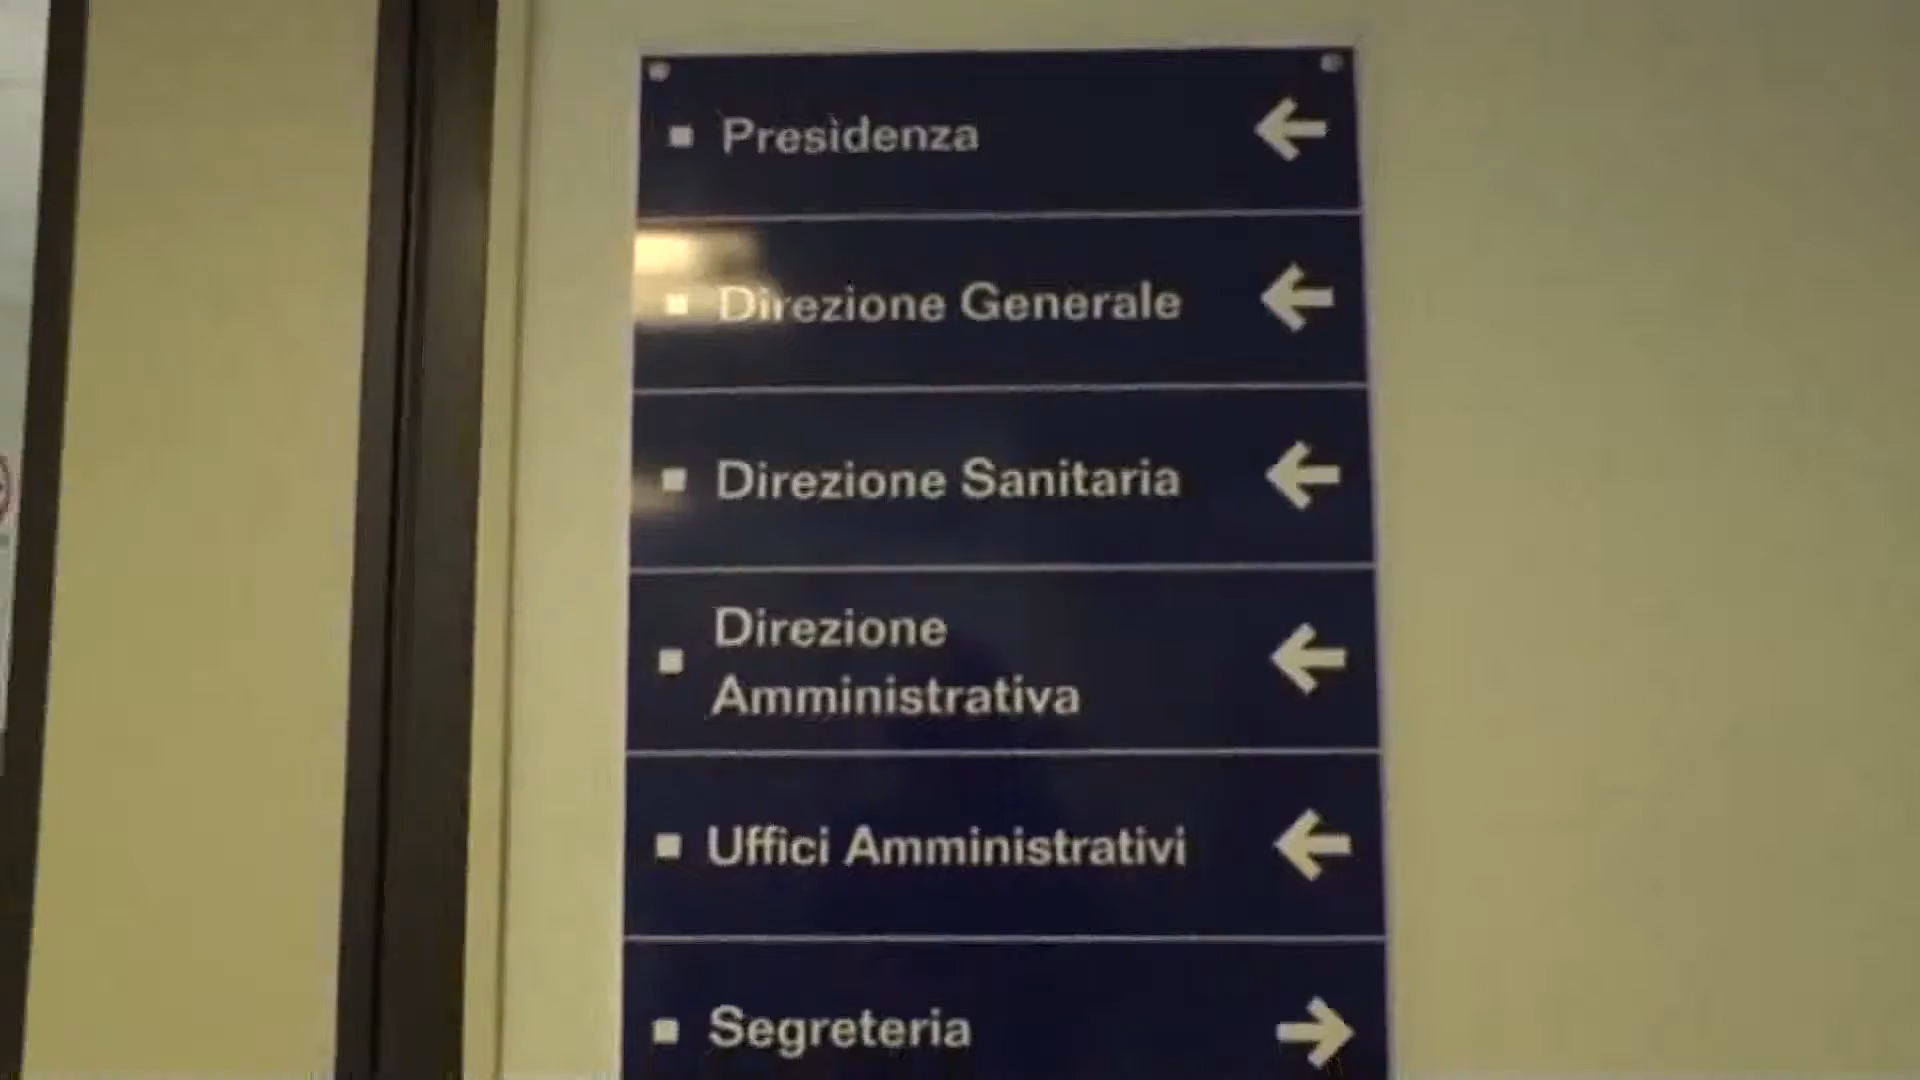 Presidenza
Direzione Generale
Direzione Sanitaria
Direzione
Amministrativa
Uffici Amministrativi
Segreteria